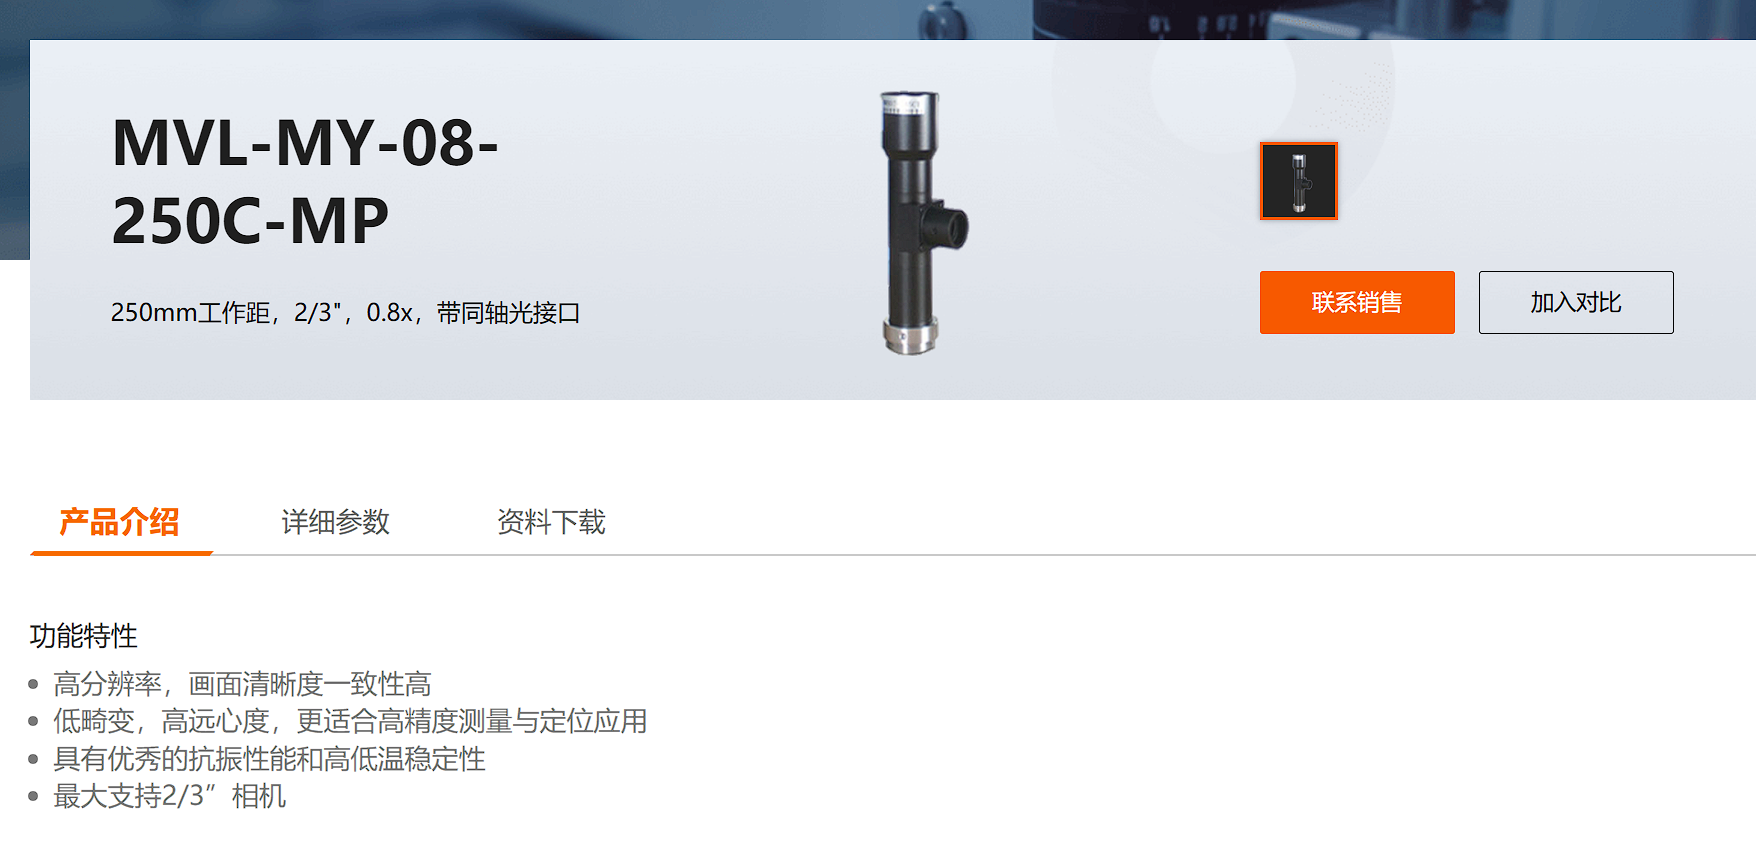 MVL-MY-08-
250C-MP
250mm工作距，2/3"，0.8x，带同轴光接口
联系销售
加入对比
产品介绍
详细参数
资料下载
功能特性
高分辨率，画面清晰度一致性高
低畸变，高远心度，更适合高精度测量与定位应用
具有优秀的抗振性能和高低温稳定性
最大支持2/3”相机